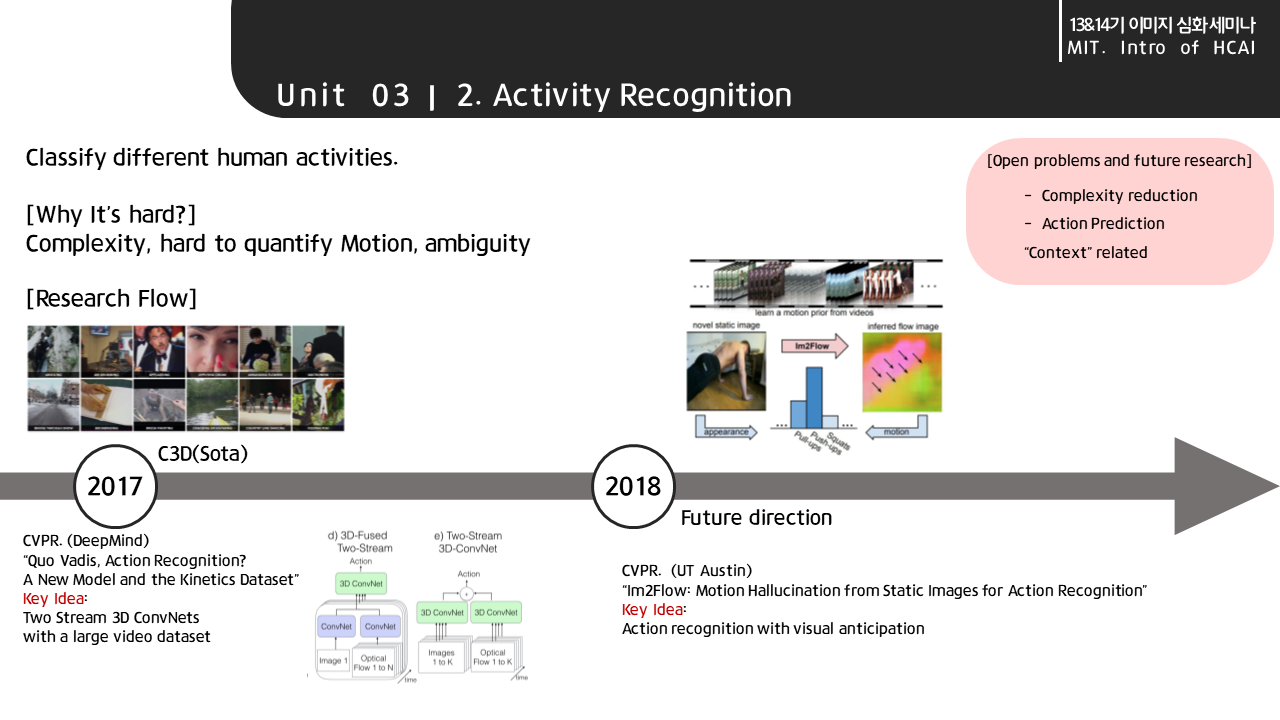 13&14기 이미지 심화세미나
MIT. Intro of HCAI
Unit 03 | 2. Activity Recognition
Classify different human activities.
[Why It's hard?]
Complexity, hard to quantify Motion, ambiguity
[Research Flow]
[Open problems and future research]
- Complexity reduction
- Action Prediction
"Context" related
learn a motion prior from videos
novel static image
inferred flow image
Im2Flow
appearance
motion
Pull-ups
Push-ups
Squats
C3D(Sota)
2017
2018
Future direction
CVPR. (DeepMind)
"Quo Vadis, Action Recognition?
A New Model and the Kinetics Dataset"
Key Idea:
Two Stream 3D ConvNets
with a large video dataset
d) 3D-Fused
Two-Stream
Action
3D ConvNet
ConvNet
ConvNet
Image 1
Optical
Flow 1 to N
time
e) Two-Stream
3D-ConvNet
Action
+
3D ConvNet
3D ConvNet
Images
1 to K
Optical
Flow 1 to K
time
CVPR. (UT Austin)
"Im2Flow: Motion Hallucination from Static Images for Action Recognition"
Key Idea:
Action recognition with visual anticipation